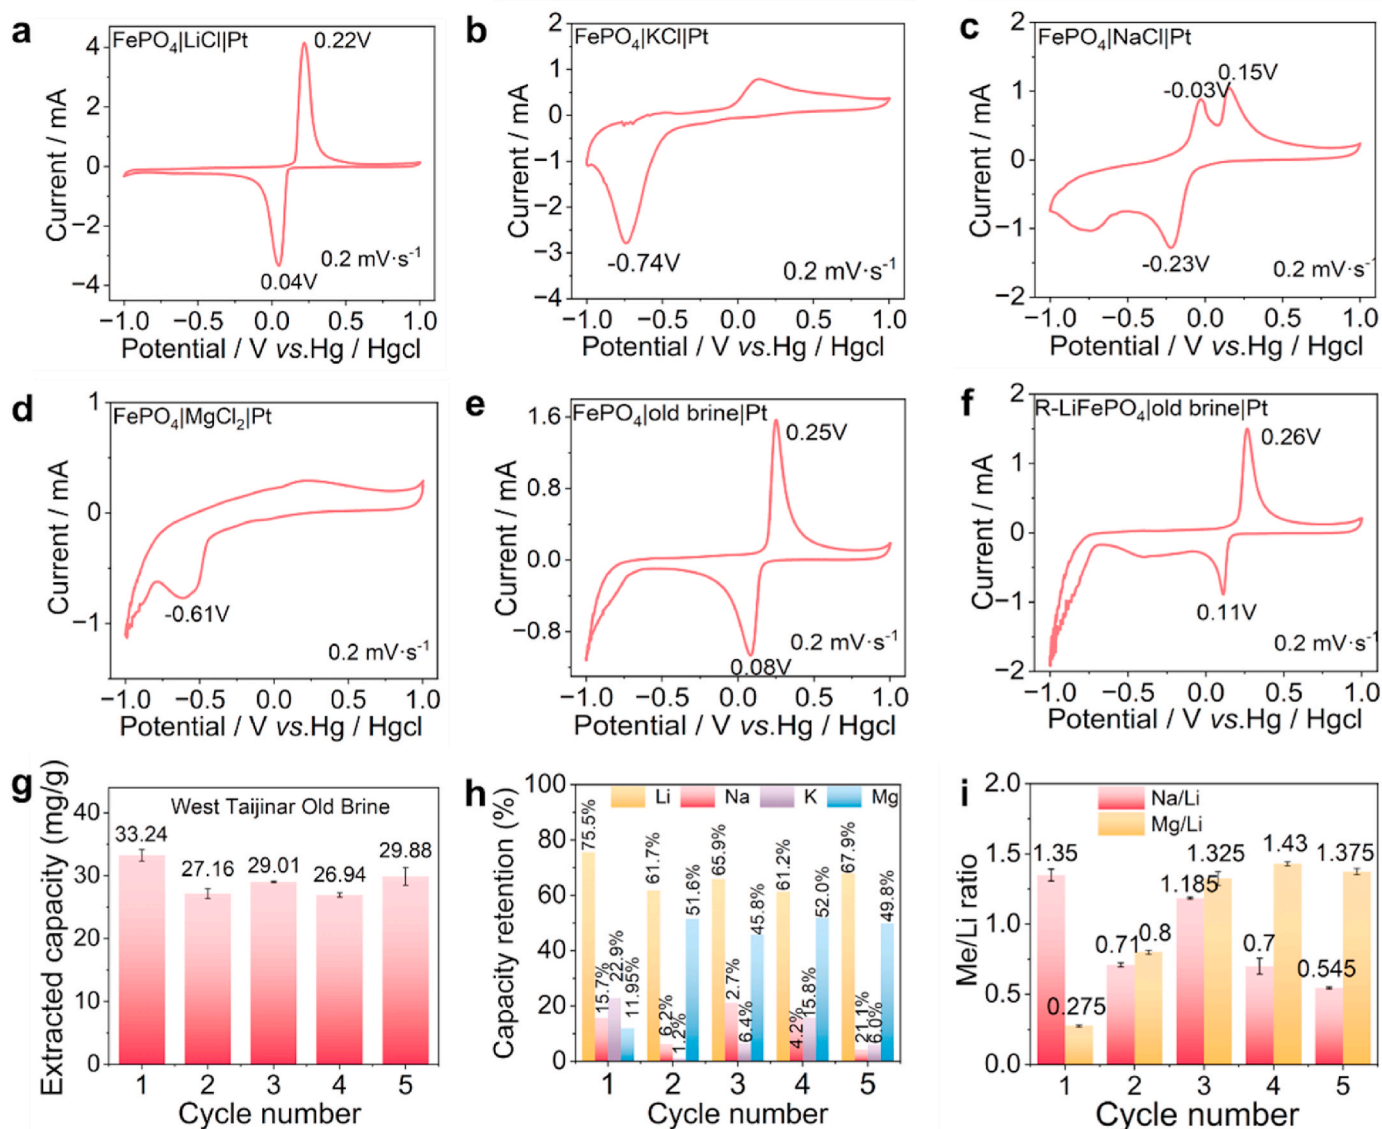 a
FePO₄|LiCl|Pt
0.22V
4
2
0
−2
−4
0.04V
0.2 mV·s⁻¹
−1.0 −0.5 0.0 0.5 1.0
Current / mA
Potential / V vs.Hg / Hgcl
b
FePO₄|KCl|Pt
2
1
0
−1
−2
−3
−4
-0.74V
0.2 mV·s⁻¹
−1.0 −0.5 0.0 0.5 1.0
Current / mA
Potential / V vs.Hg / Hgcl
c
FePO₄|NaCl|Pt
2
1
0
−1
−2
-0.03V
0.15V
-0.23V
0.2 mV·s⁻¹
−1.0 −0.5 0.0 0.5 1.0
Current / mA
Potential / V vs.Hg / Hgcl
d
FePO₄|MgCl₂|Pt
1
0
−1
-0.61V
0.2 mV·s⁻¹
−1.0 −0.5 0.0 0.5 1.0
Current / mA
Potential / V vs.Hg / Hgcl
e
FePO₄|old brine|Pt
1.6
0.8
0.0
−0.8
0.25V
0.08V
0.2 mV·s⁻¹
−1.0 −0.5 0.0 0.5 1.0
Current / mA
Potential / V vs.Hg / Hgcl
f
R-LiFePO₄|old brine|Pt
2
1
0
−1
−2
0.26V
0.11V
0.2 mV·s⁻¹
−1.0 −0.5 0.0 0.5 1.0
Current / mA
Potential / V vs.Hg / Hgcl
g
West Taijinar Old Brine
40
30
20
10
0
33.24
27.16
29.01
26.94
29.88
1 2 3 4 5
Extracted capacity (mg/g)
Cycle number
h
Li Na K Mg
100
80
60
40
20
0
75.5%
15.7%
22.9%
11.95%
61.7%
6.2%
1.2%
51.6%
65.9%
2.7%
6.4%
45.8%
61.2%
4.2%
15.8%
52.0%
67.9%
21.1%
6.0%
49.8%
1 2 3 4 5
Capacity retention (%)
Cycle number
i
Na/Li
Mg/Li
2.0
1.5
1.0
0.5
0.0
1.35
0.275
0.71
0.8
1.185
1.325
0.7
1.43
0.545
1.375
1 2 3 4 5
Me/Li ratio
Cycle number